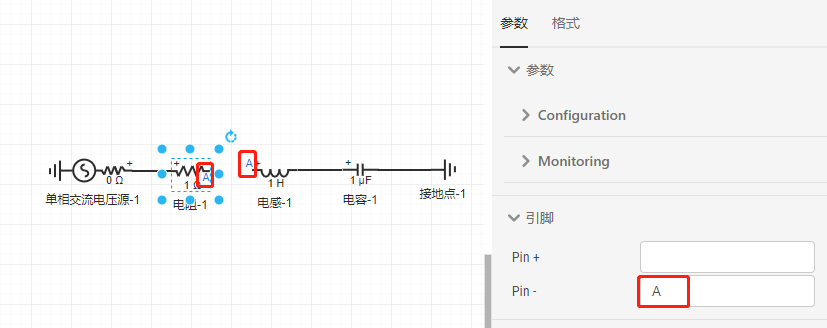 参数 格式
参数
Configuration
Monitoring
引脚
Pin +
Pin - A
+ + A + +
0 Ω 1 Ω A 1 H 1 μF
单相交流电压源-1 电阻-1 电感-1 电容-1 接地点-1